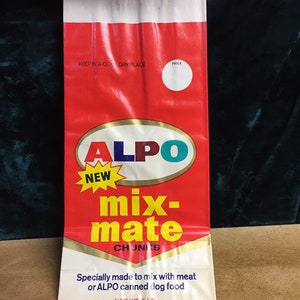 KEEP IN A COOL, DRY PLACE
PRICE
ALPO
NEW
mix-
mate
CHUNKS
Specially made to mix with meat
or ALPO canned dog food